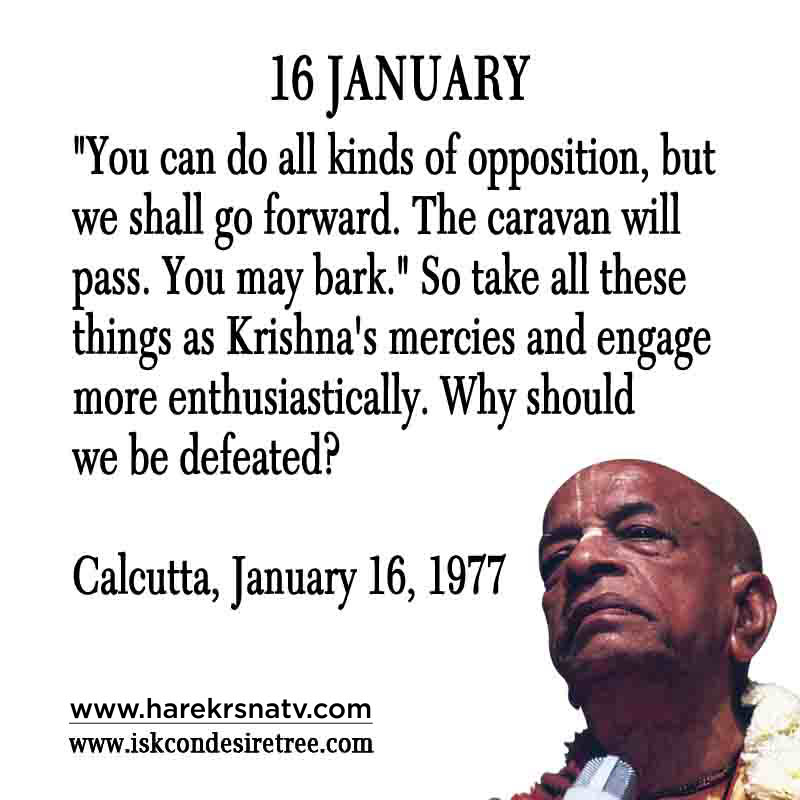 16 JANUARY
"You can do all kinds of opposition, but
we shall go forward. The caravan will
pass. You may bark." So take all these
things as Krishna's mercies and engage
more enthusiastically. Why should
we be defeated?
Calcutta, January 16, 1977
www.harekrsnatv.com
www.iskcondesiretree.com